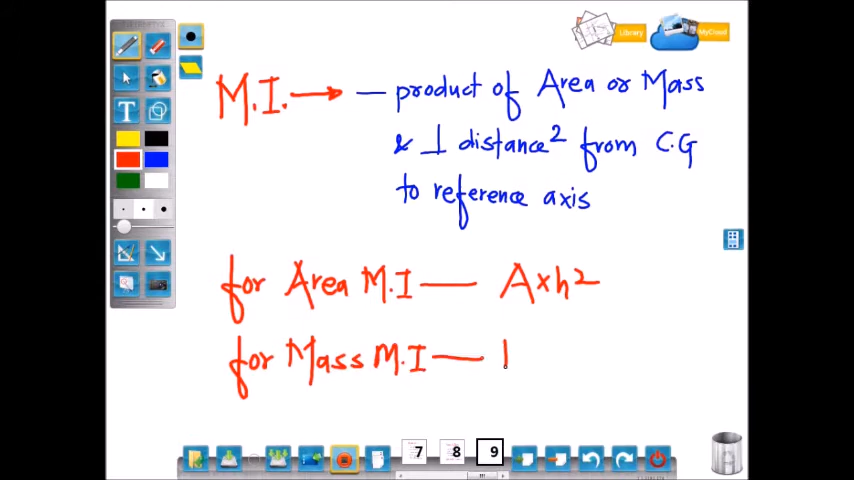 Library
MyCloud
M.I. → — product of Area or Mass
& ⊥ distance² from C.G
to reference axis
for Area M.I — A×h²
for Mass M.I —
T
7 8 9